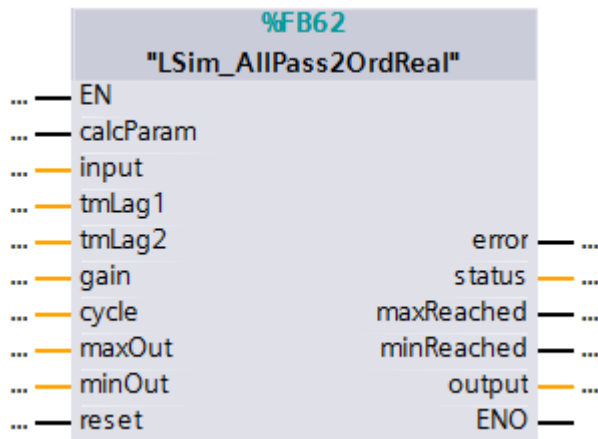 %FB62
"LSim_AllPass2OrdReal"
... EN
... calcParam
... input
... tmLag1
... tmLag2 error ...
... gain status ...
... cycle maxReached ...
... maxOut minReached ...
... minOut output ...
... reset ENO